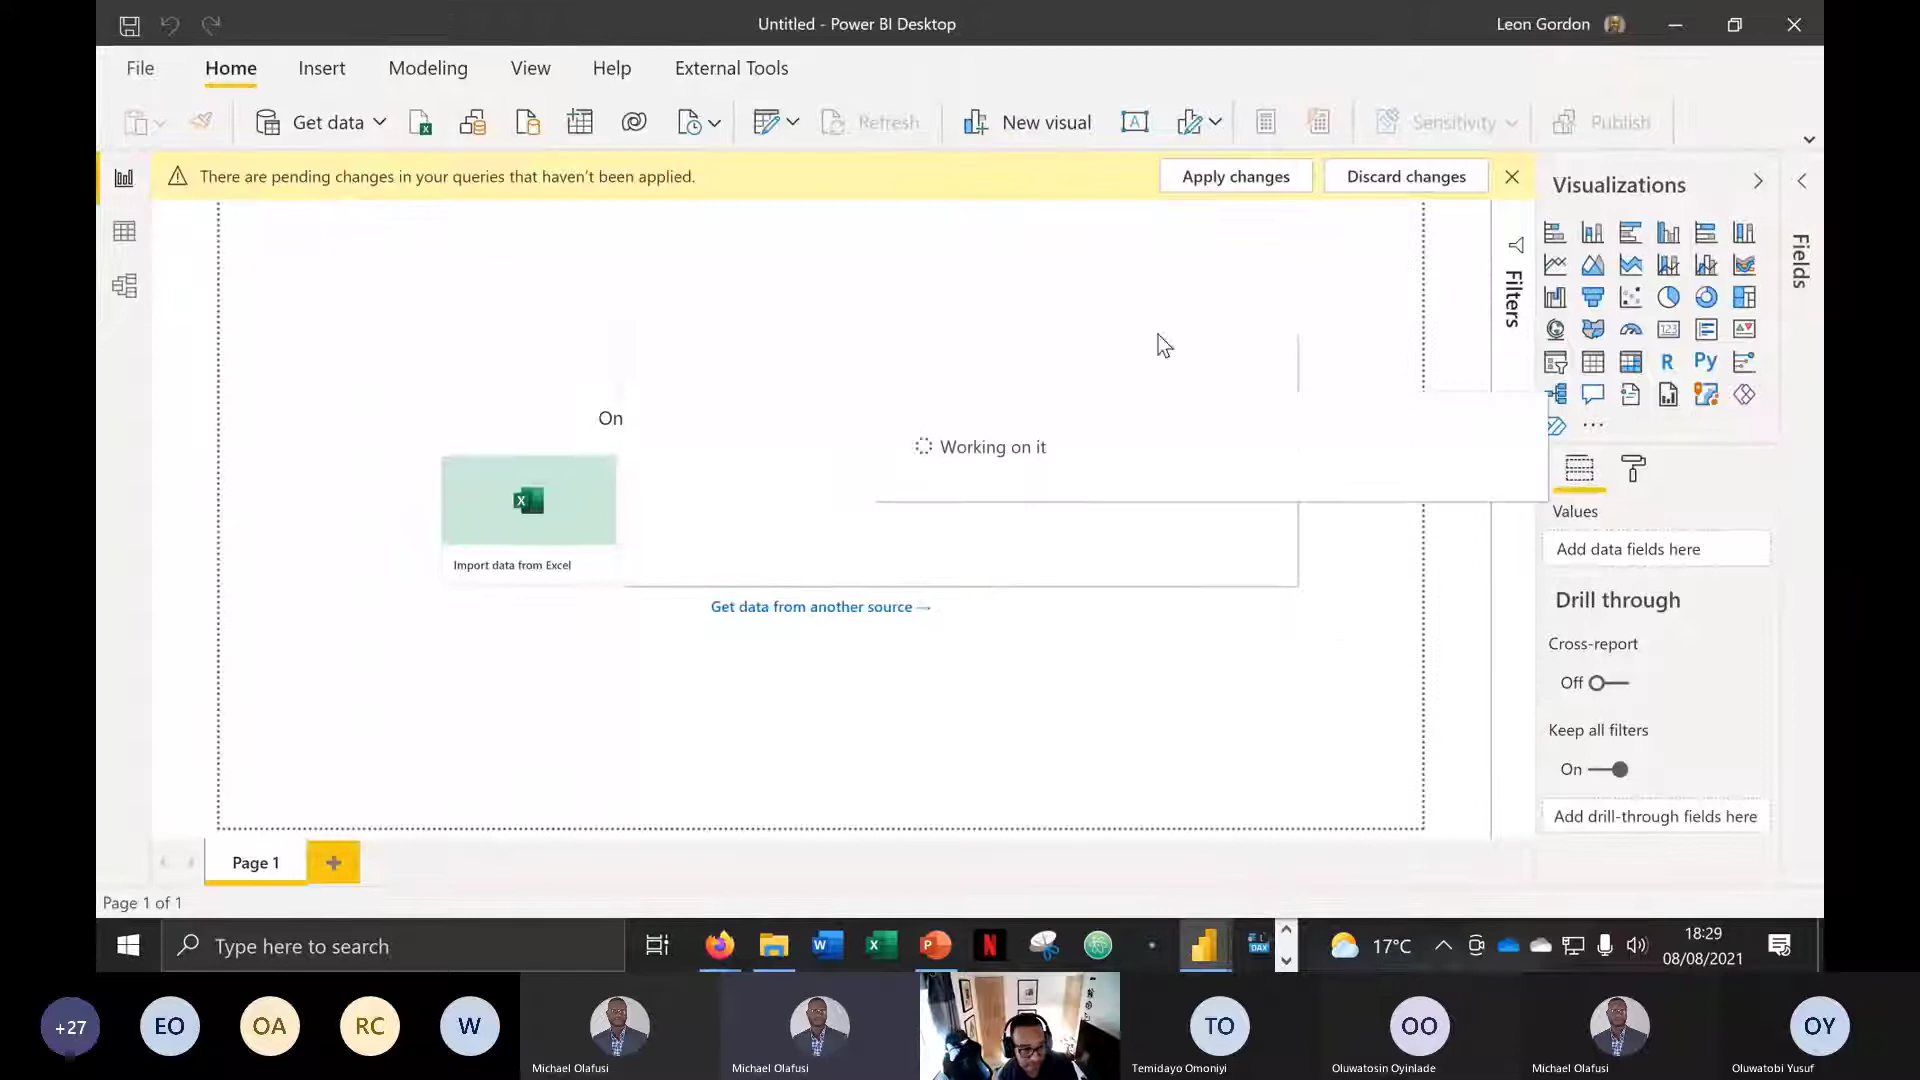 Untitled - Power BI Desktop
Leon Gordon
File
Home
Insert
Modeling
View
Help
External Tools
Get data
Refresh
New visual
Sensitivity
Publish
There are pending changes in your queries that haven't been applied.
Apply changes
Discard changes
Visualizations
Filters
Fields
123
R
Py
...
On
Working on it
Import data from Excel
Get data from another source →
Values
Add data fields here
Drill through
Cross-report
Off
Keep all filters
On
Add drill-through fields here
Page 1
Page 1 of 1
Type here to search
DAX
17°C
18:29
08/08/2021
+27
EO
OA
RC
W
Michael Olafusi
Michael Olafusi
TO
Temidayo Omoniyi
OO
Oluwatosin Oyinlade
Michael Olafusi
OY
Oluwatobi Yusuf